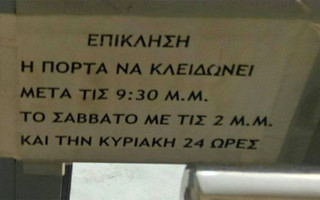 ΕΠΙΚΛΗΣΗ
Η ΠΟΡΤΑ ΝΑ ΚΛΕΙΔΩΝΕΙ
ΜΕΤΑ ΤΙΣ 9:30 Μ.Μ.
ΤΟ ΣΑΒΒΑΤΟ ΜΕ ΤΙΣ 2 Μ.Μ.
ΚΑΙ ΤΗΝ ΚΥΡΙΑΚΗ 24 ΩΡΕΣ